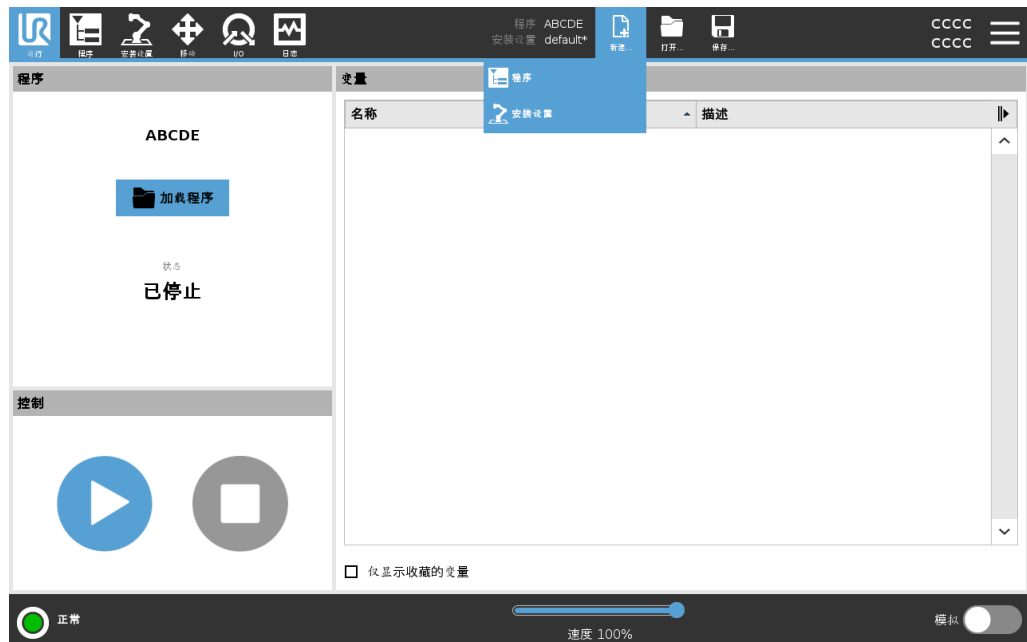 UR
运行 程序 安装设置 移动 I/O 日志
程序 ABCDE
安装设置 default*
新建... 打开... 保存...
CCCC
CCCC
程序
安装设置
程序
ABCDE
加载程序
状态
已停止
控制
变量
名称 描述
仅显示收藏的变量
正常
速度 100%
模拟